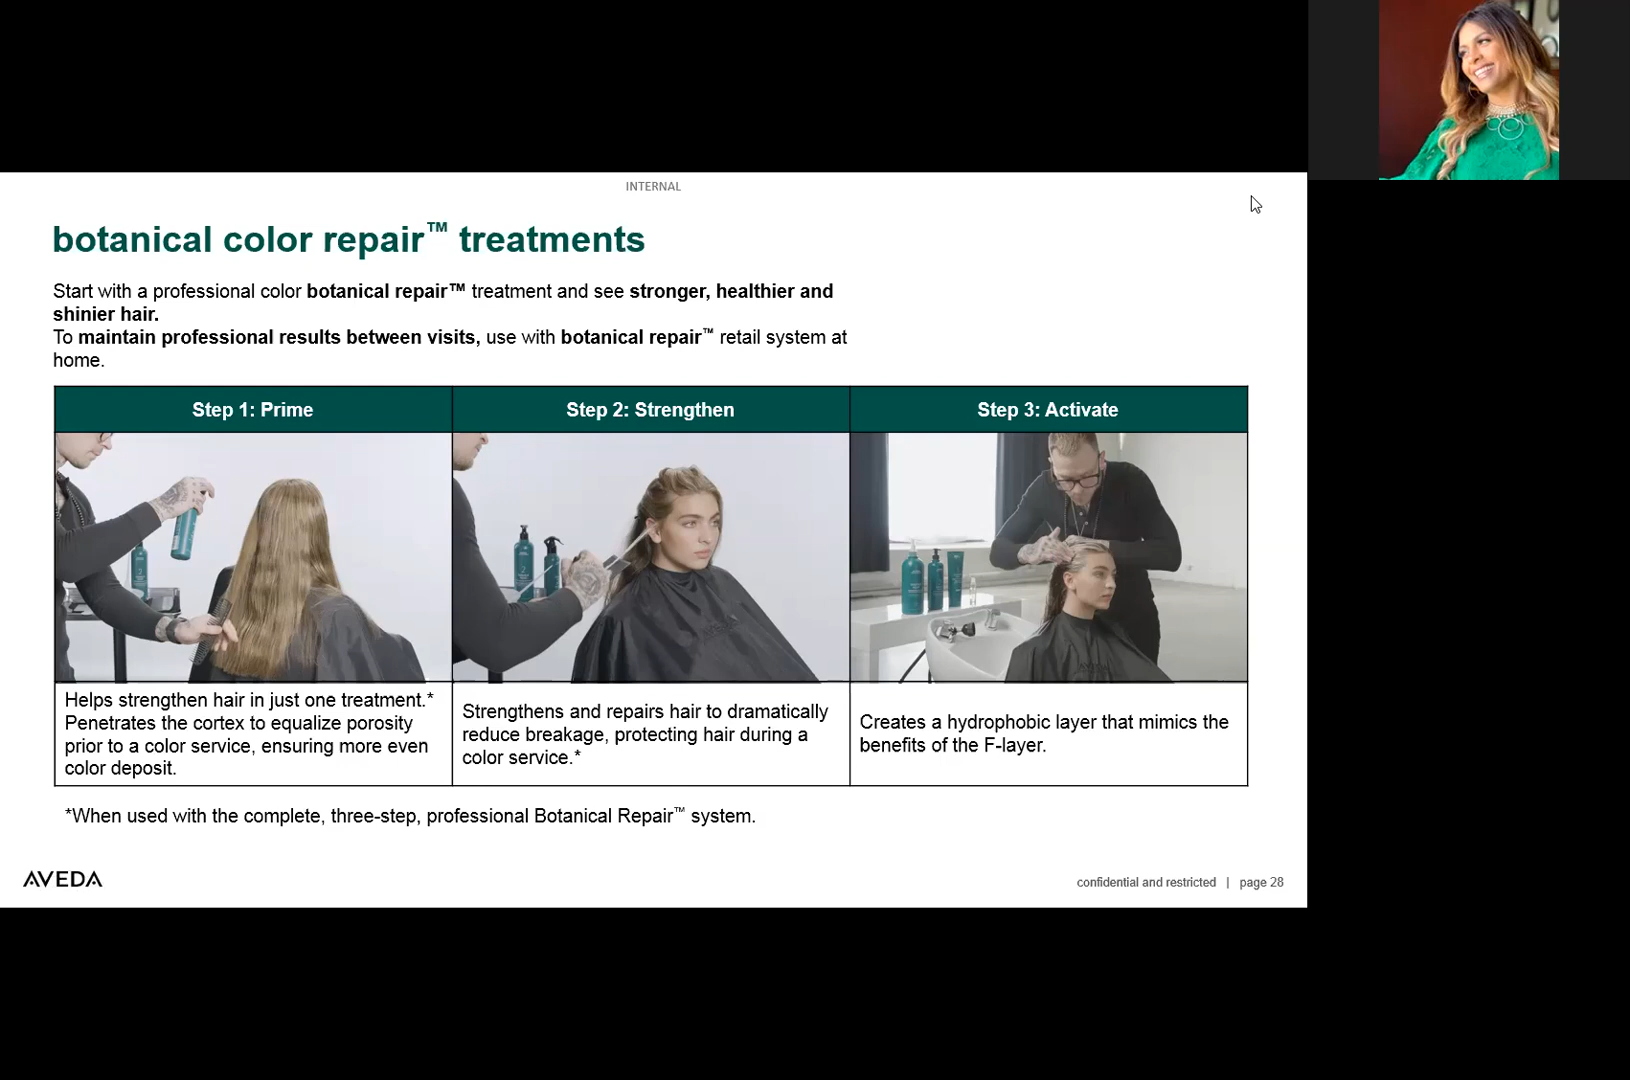 INTERNAL
botanical color repair™ treatments
Start with a professional color botanical repair™ treatment and see stronger, healthier and
shinier hair.
To maintain professional results between visits, use with botanical repair™ retail system at
home.
Step 1: Prime
Step 2: Strengthen
Step 3: Activate
Helps strengthen hair in just one treatment.*
Penetrates the cortex to equalize porosity
prior to a color service, ensuring more even
color deposit.
Strengthens and repairs hair to dramatically
reduce breakage, protecting hair during a
color service.*
Creates a hydrophobic layer that mimics the
benefits of the F-layer.
*When used with the complete, three-step, professional Botanical Repair™ system.
AVEDA
confidential and restricted | page 28